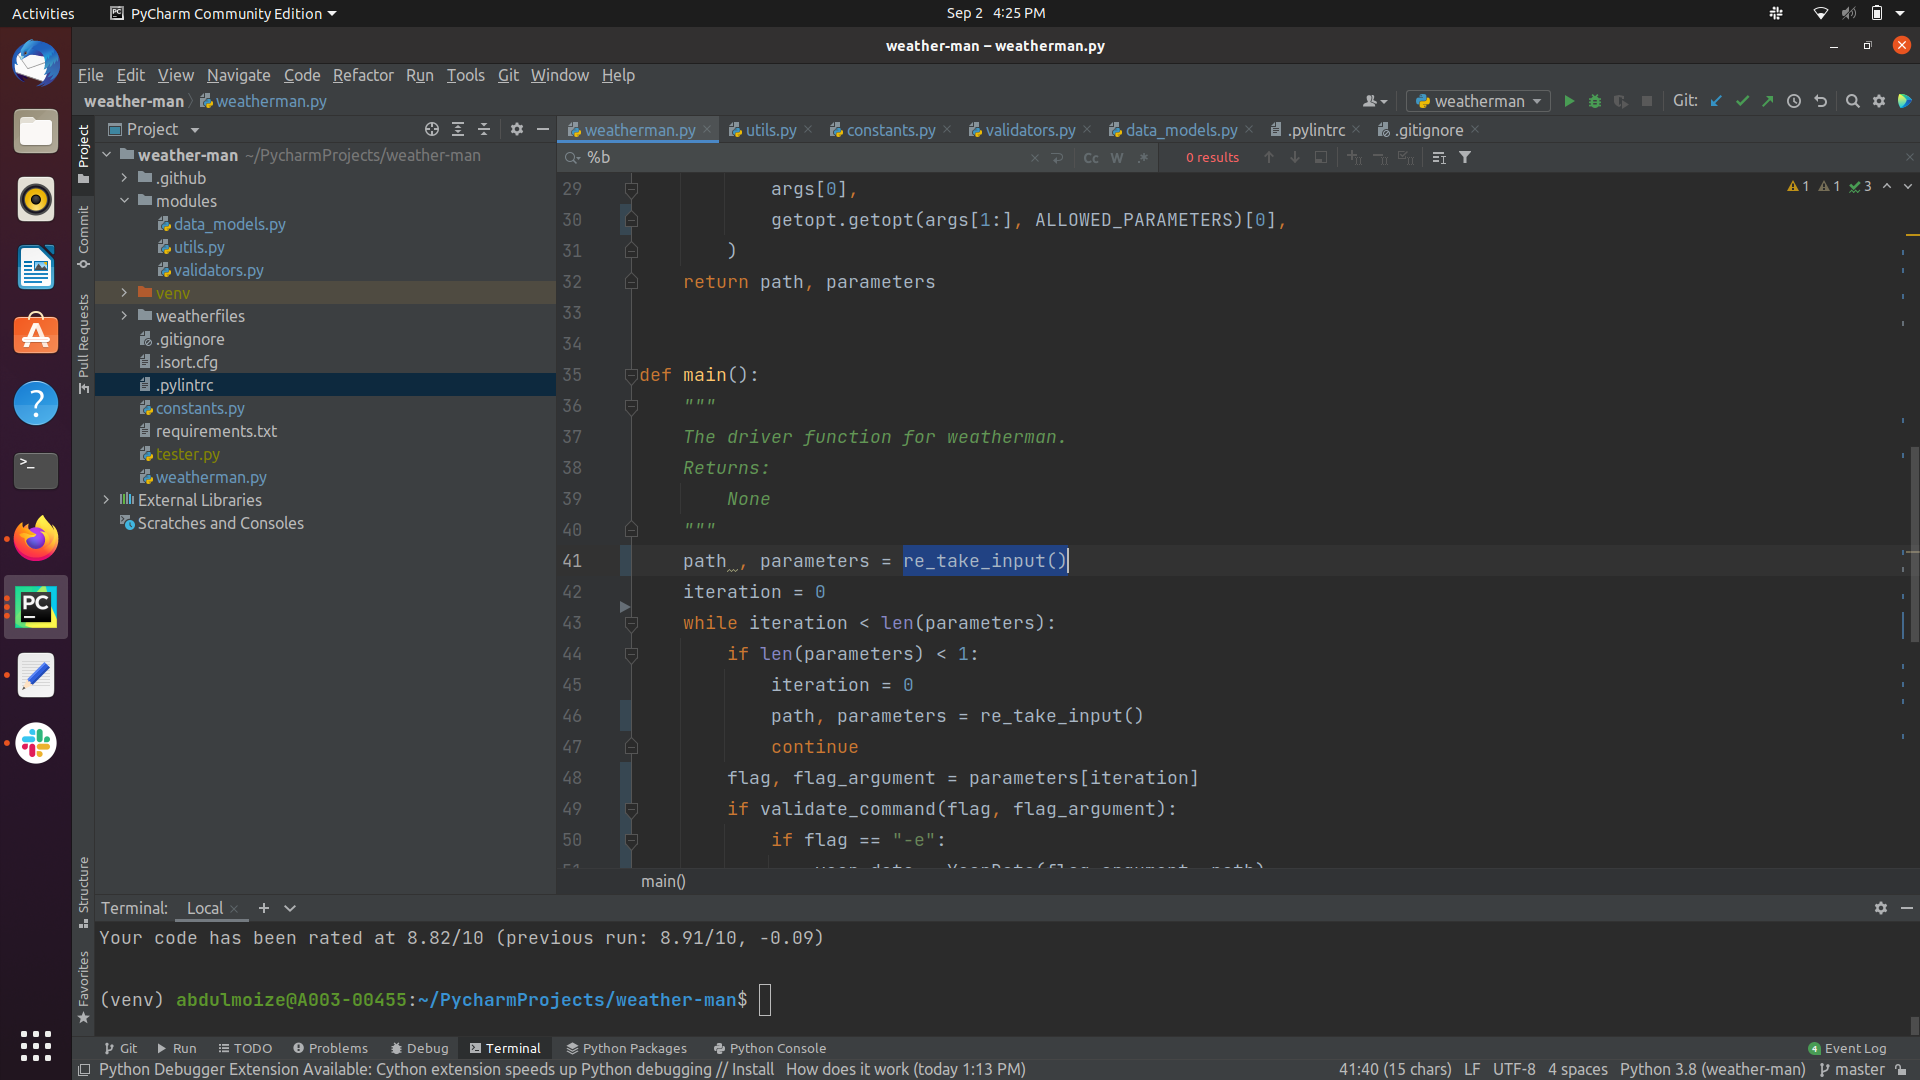 Activities PyCharm Community Edition Sep 2 4:25 PM
weather-man – weatherman.py
File Edit View Navigate Code Refactor Run Tools Git Window Help
weather-man weatherman.py weatherman Git:
Project
weatherman.py utils.py constants.py validators.py data_models.py .pylintrc .gitignore
%b Cc W .* 0 results
weather-man ~/PycharmProjects/weather-man
.github
modules
data_models.py
utils.py
validators.py
venv
weatherfiles
.gitignore
.isort.cfg
.pylintrc
constants.py
requirements.txt
tester.py
weatherman.py
External Libraries
Scratches and Consoles
Project
Commit
Pull Requests
Structure
Favorites
1 1 3
29 args[0],
30 getopt.getopt(args[1:], ALLOWED_PARAMETERS)[0],
31 )
32 return path, parameters
33
34
35 def main():
36 """
37 The driver function for weatherman.
38 Returns:
39 None
40 """
41 path , parameters = re_take_input()
42 iteration = 0
43 while iteration < len(parameters):
44 if len(parameters) < 1:
45 iteration = 0
46 path, parameters = re_take_input()
47 continue
48 flag, flag_argument = parameters[iteration]
49 if validate_command(flag, flag_argument):
50 if flag == "-e":
main()
Terminal: Local
Your code has been rated at 8.82/10 (previous run: 8.91/10, -0.09)
(venv) abdulmoize@A003-00455:~/PycharmProjects/weather-man$
Git Run TODO Problems Debug Terminal Python Packages Python Console 4 Event Log
Python Debugger Extension Available: Cython extension speeds up Python debugging // Install How does it work (today 1:13 PM) 41:40 (15 chars) LF UTF-8 4 spaces Python 3.8 (weather-man) master